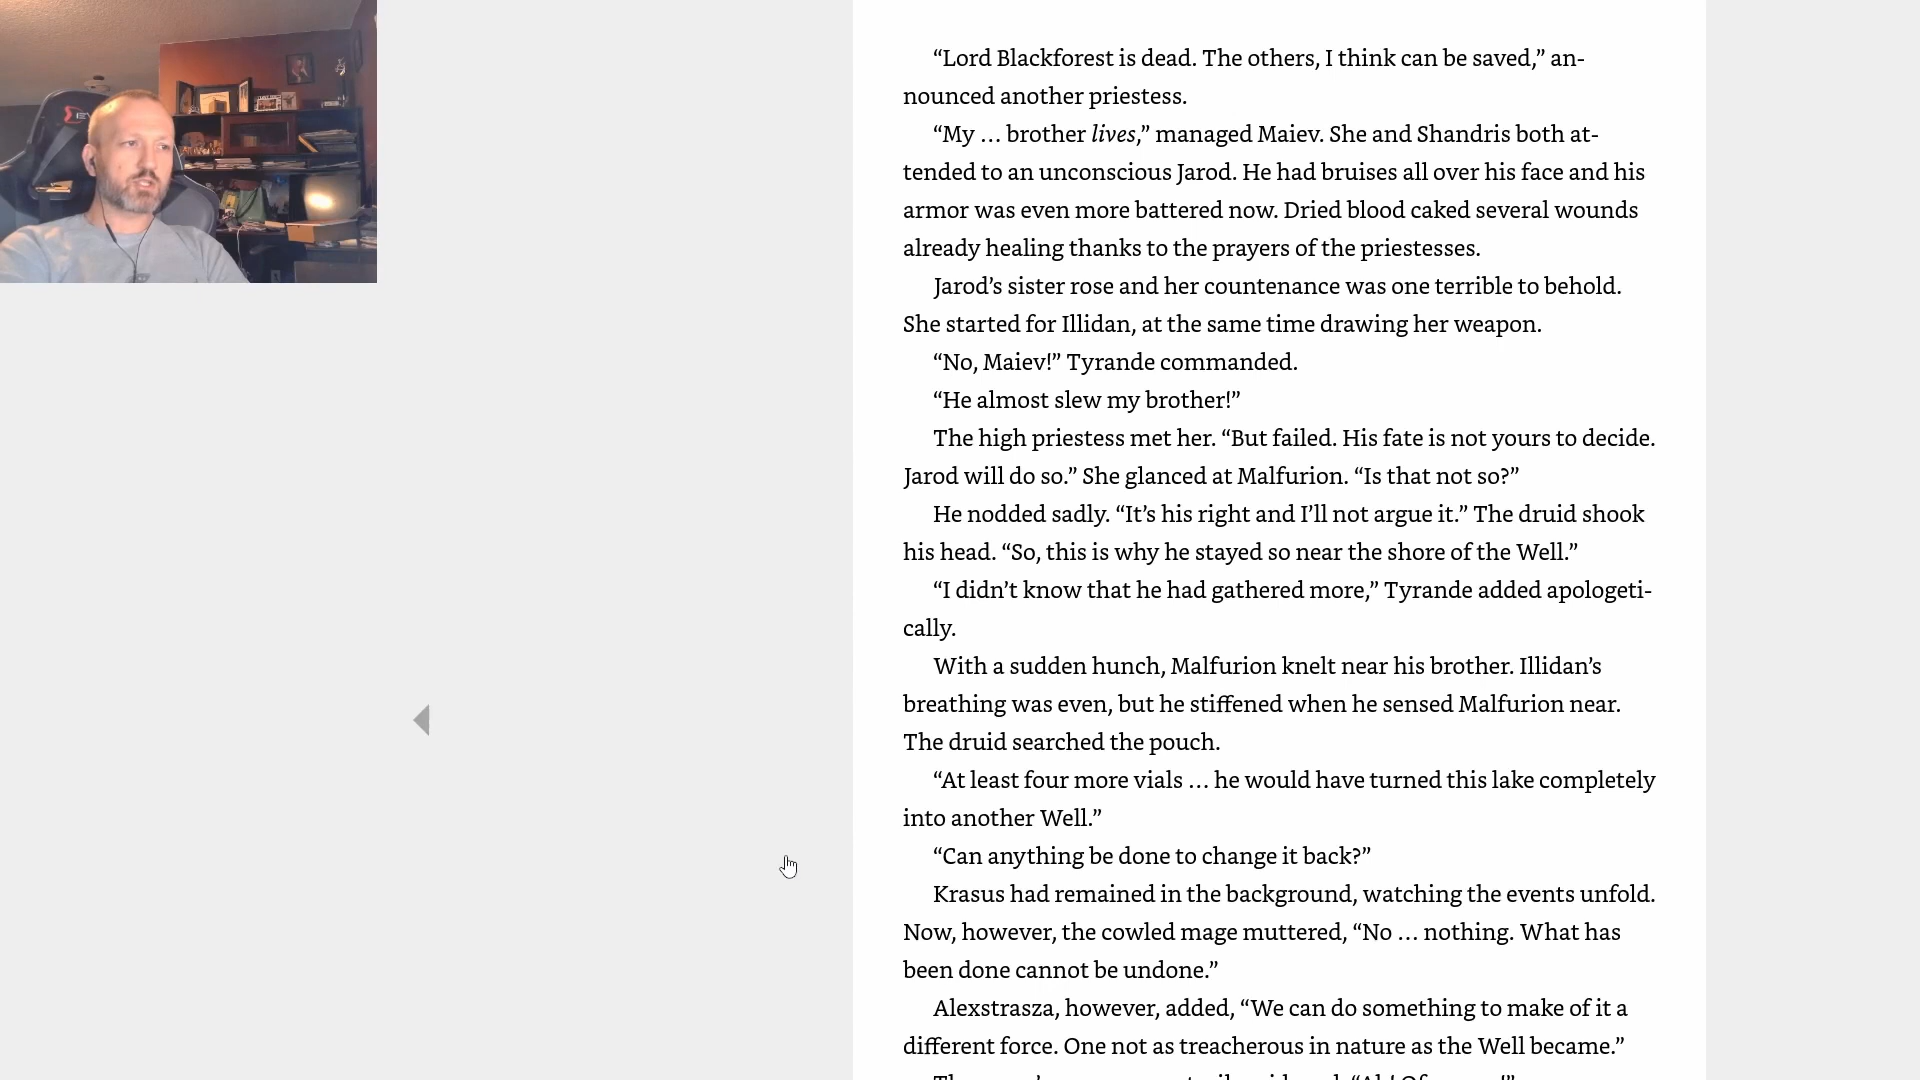 “Lord Blackforest is dead. The others, I think can be saved,” an-
nounced another priestess.
“My … brother lives,” managed Maiev. She and Shandris both at-
tended to an unconscious Jarod. He had bruises all over his face and his
armor was even more battered now. Dried blood caked several wounds
already healing thanks to the prayers of the priestesses.
Jarod’s sister rose and her countenance was one terrible to behold.
She started for Illidan, at the same time drawing her weapon.
“No, Maiev!” Tyrande commanded.
“He almost slew my brother!”
The high priestess met her. “But failed. His fate is not yours to decide.
Jarod will do so.” She glanced at Malfurion. “Is that not so?”
He nodded sadly. “It’s his right and I’ll not argue it.” The druid shook
his head. “So, this is why he stayed so near the shore of the Well.”
“I didn’t know that he had gathered more,” Tyrande added apologeti-
cally.
With a sudden hunch, Malfurion knelt near his brother. Illidan’s
breathing was even, but he stiffened when he sensed Malfurion near.
The druid searched the pouch.
“At least four more vials … he would have turned this lake completely
into another Well.”
“Can anything be done to change it back?”
Krasus had remained in the background, watching the events unfold.
Now, however, the cowled mage muttered, “No … nothing. What has
been done cannot be undone.”
Alexstrasza, however, added, “We can do something to make of it a
different force. One not as treacherous in nature as the Well became.”